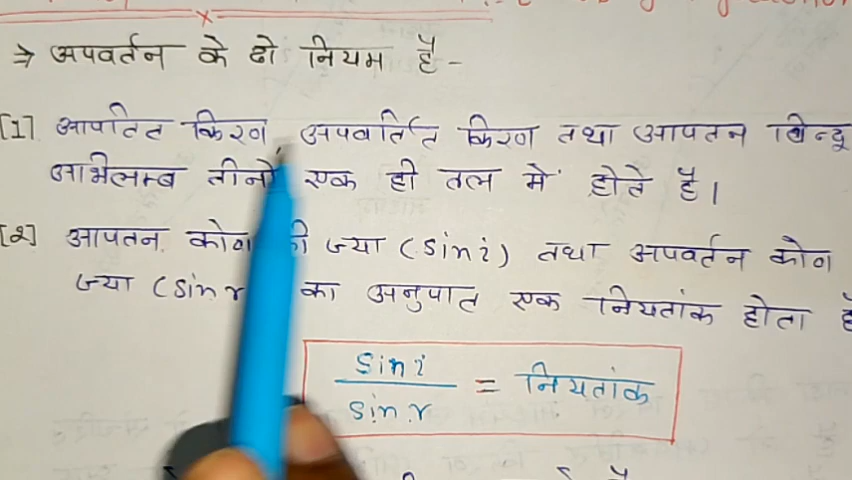 ⇒ अपवर्तन के दो नियम है -
[1] आपतित किरण, अपवर्तित किरण तथा आपतन बिन्दू
अभिलम्ब तीनो एक ही तल में होते है।
[2] आपतन कोण की ज्या (sin i) तथा अपवर्तन कोण
ज्या (sin r का अनुपात एक नियतांक होता है
sin i
sin r = नियतांक